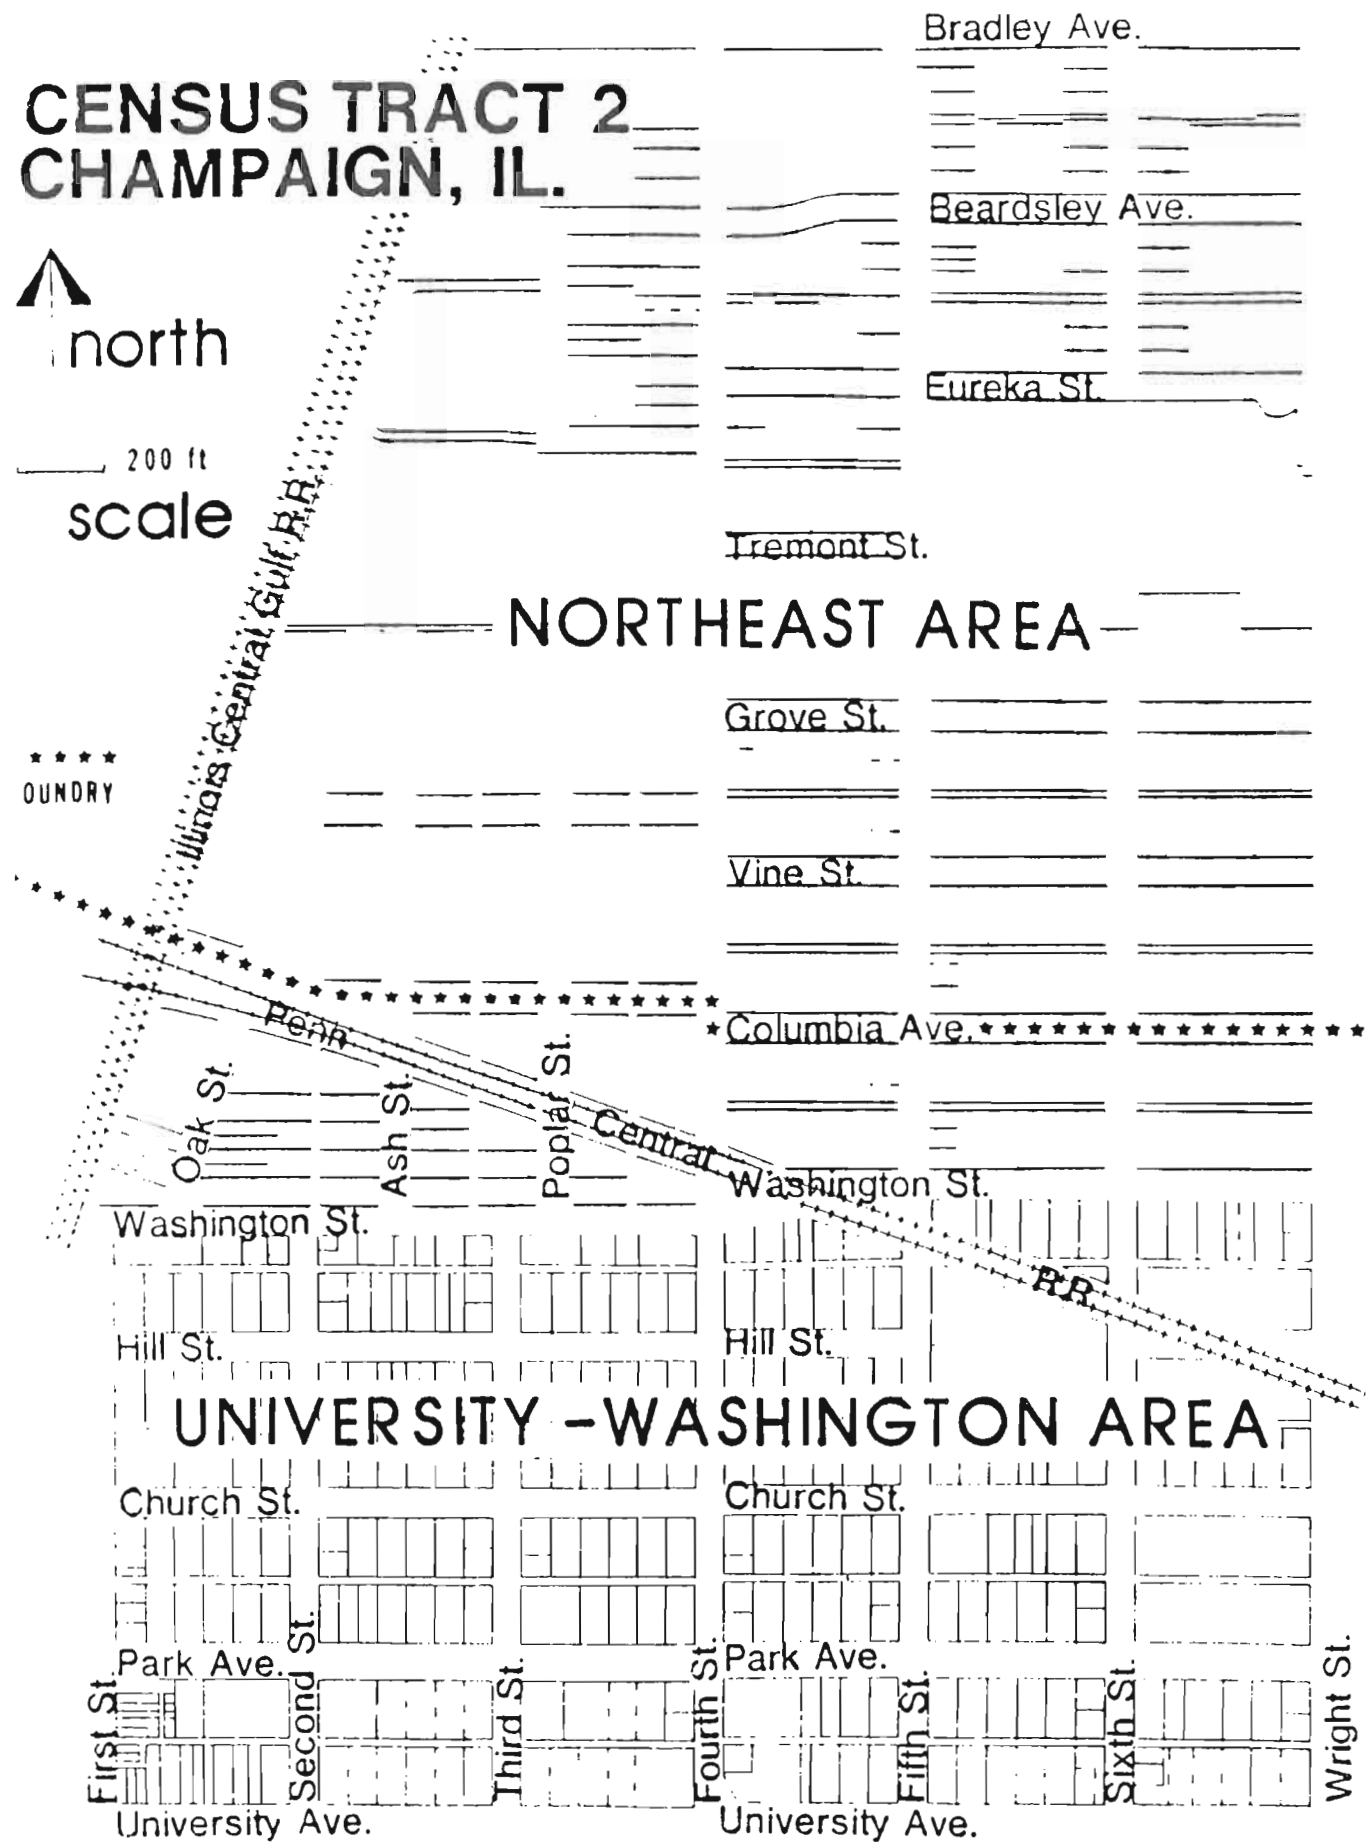 Bradley Ave.
CENSUS TRACT 2
CHAMPAIGN, IL.
Beardsley Ave.
north
Eureka St.
200 ft
scale
Illinois Central Gulf R.R.
Tremont St.
NORTHEAST AREA
Grove St.
OUNDRY
Vine St.
Columbia Ave.
Penn Central R.R.
Oak St.
Ash St.
Poplar St.
Washington St.
Washington St.
Hill St.
Hill St.
UNIVERSITY-WASHINGTON AREA
Church St.
Church St.
Park Ave.
Park Ave.
First St.
Second St.
Third St.
Fourth St.
Fifth St.
Sixth St.
Wright St.
University Ave.
University Ave.